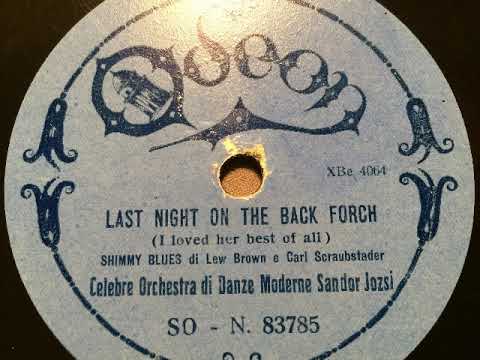 Odeon
XBe 4064
LAST NIGHT ON THE BACK FORCH
(I loved her best of all)
SHIMMY BLUES di Lew Brown e Carl Scraubstader
Celebre Orchestra di Danze Moderne Sandor Jozsi
SO - N. 83785